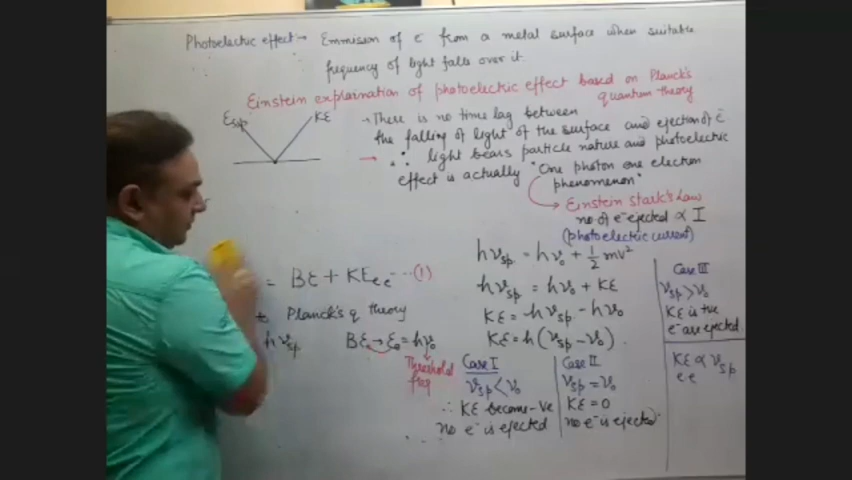 Photoelectric effect → Emmision of e⁻ from a metal surface when suitable
frequency of light falls over it.
Einstein explaination of photoelectric effect based on Planck's
quantum theory
Esp
KE
→ There is no time lag between
the falling of light of the surface and ejection of e⁻
→ ∴ light bears particle nature and photoelectric
effect is actually "One photon one electron
phenomenon"
→ Einstein stark's Law
no of e⁻ ejected ∝ I
(photoelectric current)
= BE + KEee⁻ --- (1)
Planck's q theory
hνsp
BE → E₀ = hν₀
Threshold
freq
hνsp = hν₀ + 1/2 mv²
hνsp = hν₀ + KE
KE = hνsp - hν₀
KE = h(νsp - ν₀)
Case I
νsp < ν₀
∴ KE become -ve
no e⁻ is ejected
Case II
νsp = ν₀
KE = 0
no e⁻ is ejected
Case III
νsp > ν₀
KE is +ve
e⁻ are ejected
KE ∝ νsp
e e